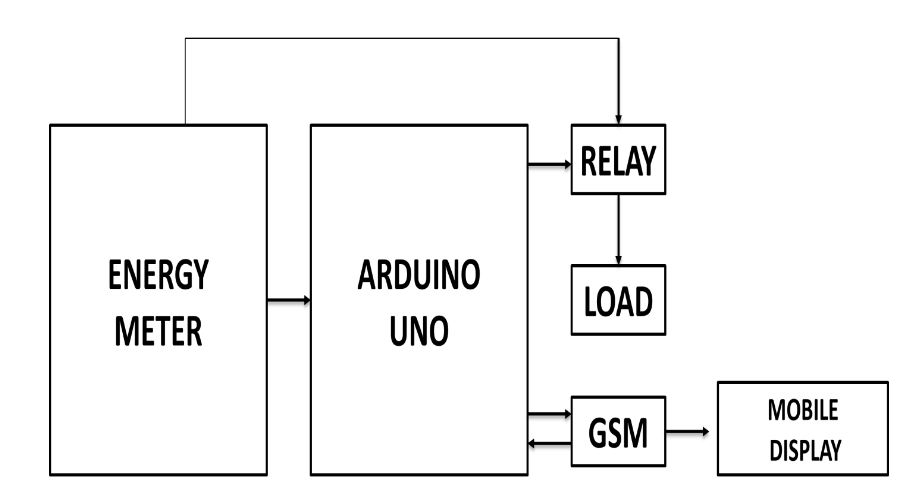 ENERGY
METER
ARDUINO
UNO
RELAY
LOAD
GSM
MOBILE
DISPLAY